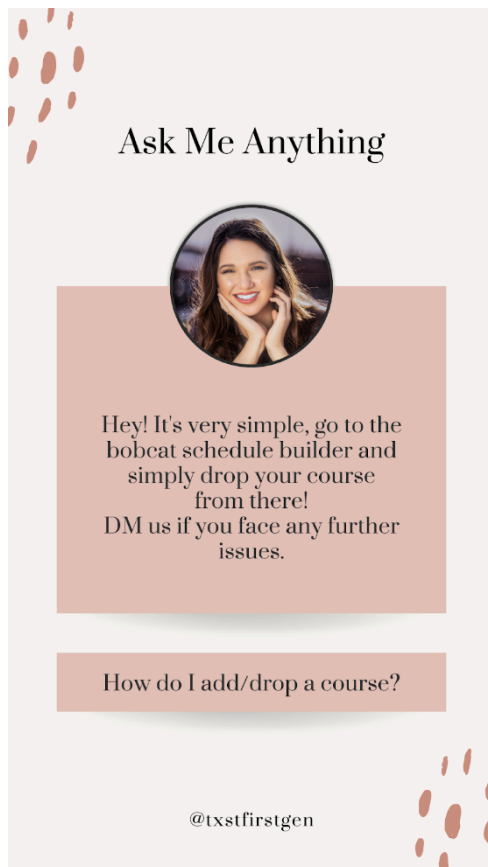 Ask Me Anything
Hey! It's very simple, go to the
bobcat schedule builder and
simply drop your course
from there!
DM us if you face any further
issues.
How do I add/drop a course?
@txstfirstgen